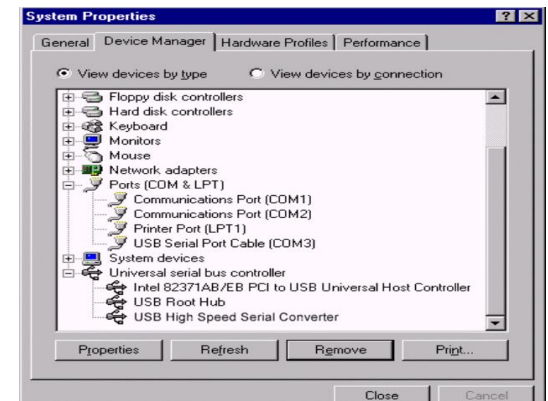 System Properties
General Device Manager Hardware Profiles Performance
View devices by type View devices by connection
Floppy disk controllers
Hard disk controllers
Keyboard
Monitors
Mouse
Network adapters
Ports (COM & LPT)
Communications Port (COM1)
Communications Port (COM2)
Printer Port (LPT1)
USB Serial Port Cable (COM3)
System devices
Universal serial bus controller
Intel 82371AB/EB PCI to USB Universal Host Controller
USB Root Hub
USB High Speed Serial Converter
Properties Refresh Remove Print...
Close Cancel